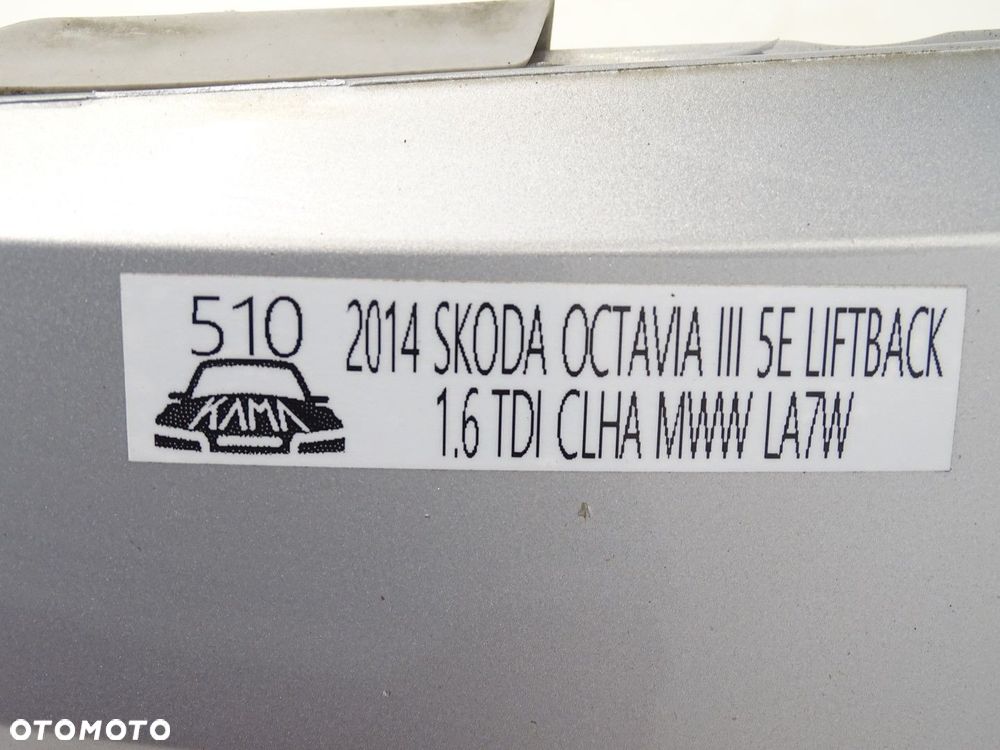 510
KAMA
2014 SKODA OCTAVIA III 5E LIFTBACK
1.6 TDI CLHA MWW LA7W
OTOMOTO